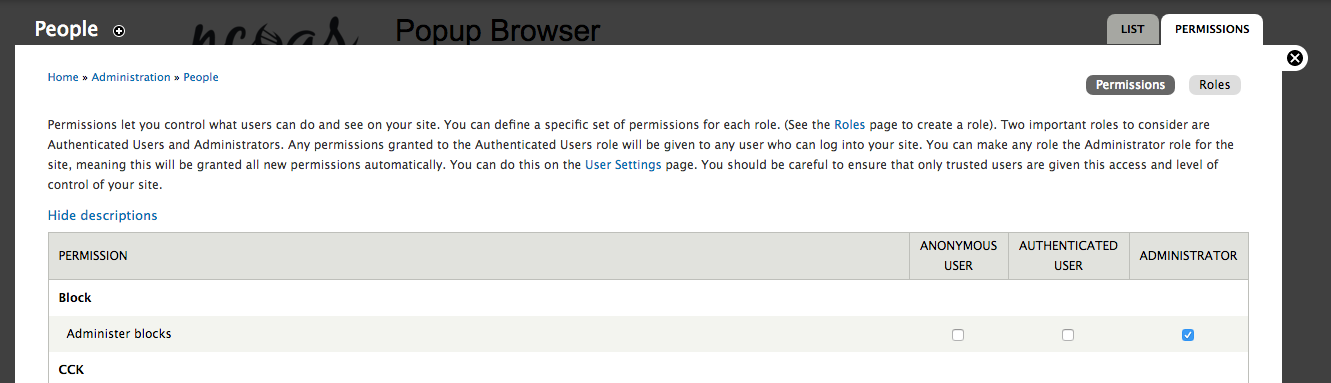 People
ncoas Popup Browser
LIST PERMISSIONS
Home » Administration » People
Permissions Roles
Permissions let you control what users can do and see on your site. You can define a specific set of permissions for each role. (See the Roles page to create a role). Two important roles to consider are
Authenticated Users and Administrators. Any permissions granted to the Authenticated Users role will be given to any user who can log into your site. You can make any role the Administrator role for the
site, meaning this will be granted all new permissions automatically. You can do this on the User Settings page. You should be careful to ensure that only trusted users are given this access and level of
control of your site.
Hide descriptions
PERMISSION
ANONYMOUS
USER
AUTHENTICATED
USER
ADMINISTRATOR
Block
Administer blocks
CCK